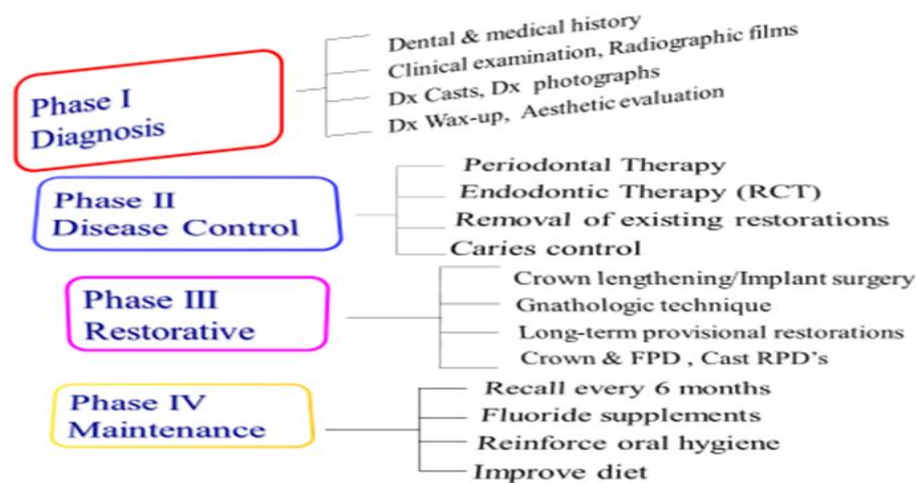 Phase I
Diagnosis
Dental & medical history
Clinical examination, Radiographic films
Dx Casts, Dx photographs
Dx Wax-up, Aesthetic evaluation
Phase II
Disease Control
Periodontal Therapy
Endodontic Therapy (RCT)
Removal of existing restorations
Caries control
Phase III
Restorative
Crown lengthening/Implant surgery
Gnathologic technique
Long-term provisional restorations
Crown & FPD , Cast RPD's
Phase IV
Maintenance
Recall every 6 months
Fluoride supplements
Reinforce oral hygiene
Improve diet